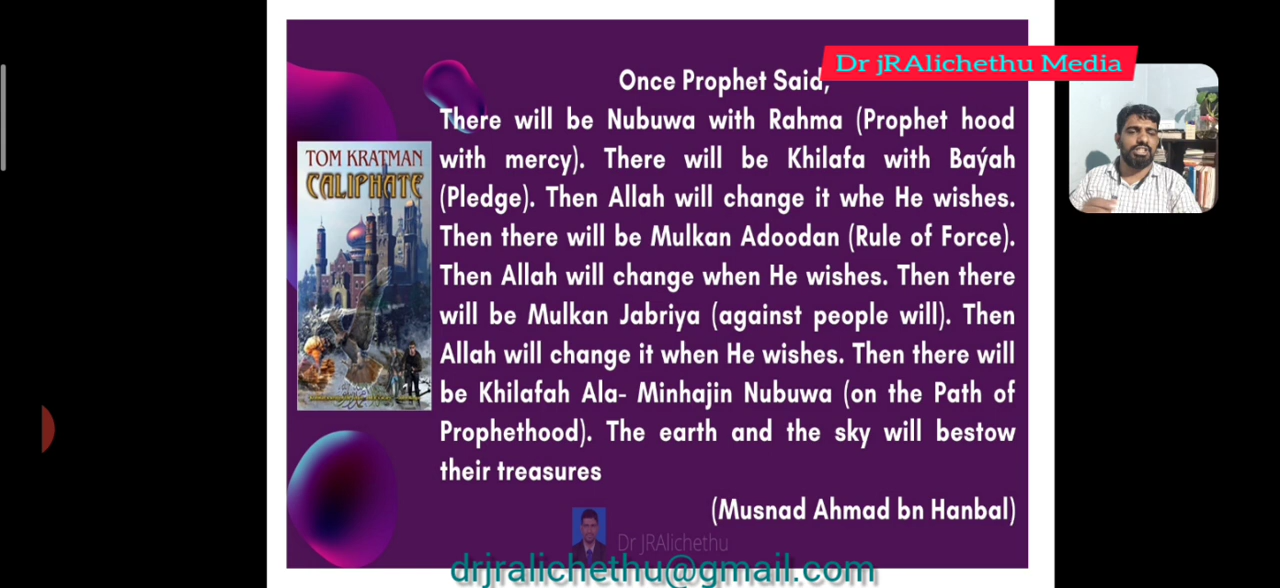 Dr jRAlichethu Media
Once Prophet Said,
There will be Nubuwa with Rahma (Prophet hood
with mercy). There will be Khilafa with Baýah
(Pledge). Then Allah will change it whe He wishes.
Then there will be Mulkan Adoodan (Rule of Force).
Then Allah will change when He wishes. Then there
will be Mulkan Jabriya (against people will). Then
Allah will change it when He wishes. Then there will
be Khilafah Ala- Minhajin Nubuwa (on the Path of
Prophethood). The earth and the sky will bestow
their treasures
(Musnad Ahmad bn Hanbal)
TOM KRATMAN
CALIPHATE
Dr JRAlichethu
drjralichethu@gmail.com